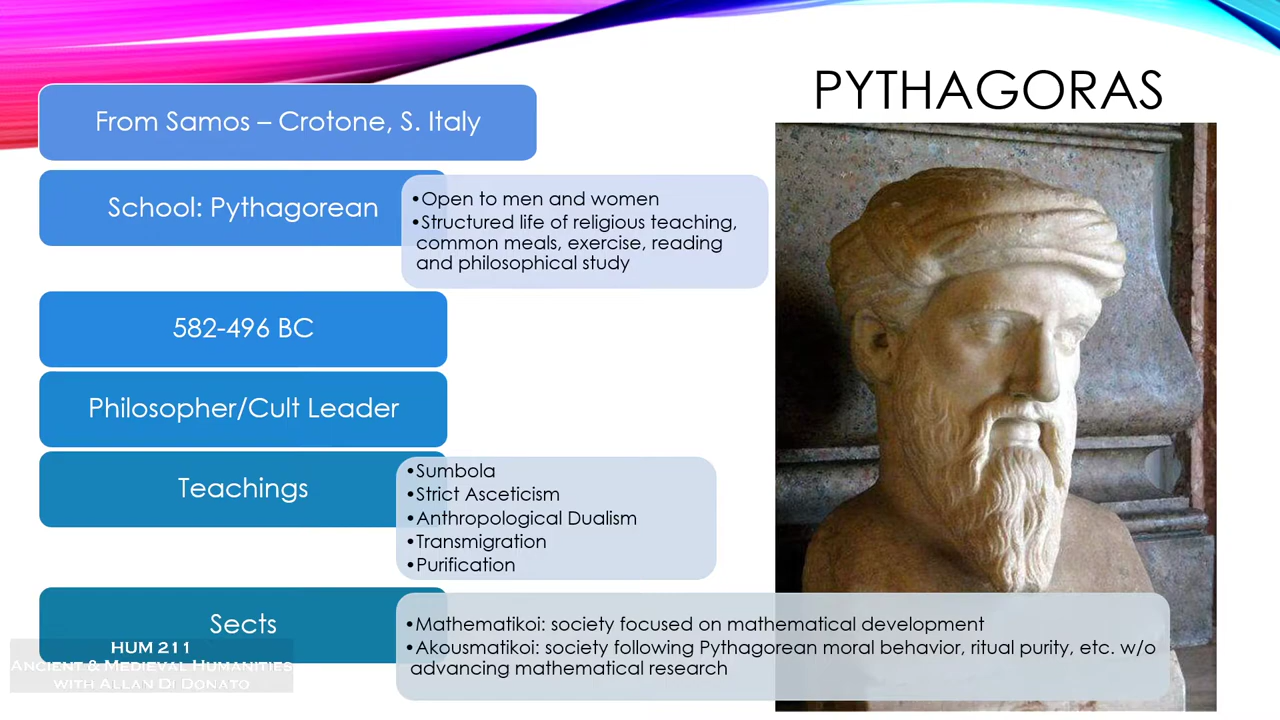 PYTHAGORAS
From Samos – Crotone, S. Italy
School: Pythagorean
•Open to men and women
•Structured life of religious teaching,
common meals, exercise, reading
and philosophical study
582-496 BC
Philosopher/Cult Leader
Teachings
•Sumbola
•Strict Asceticism
•Anthropological Dualism
•Transmigration
•Purification
Sects
•Mathematikoi: society focused on mathematical development
•Akousmatikoi: society following Pythagorean moral behavior, ritual purity, etc. w/o
advancing mathematical research
HUM 211
ANCIENT & MEDIEVAL HUMANITIES
WITH ALLAN DI DONATO